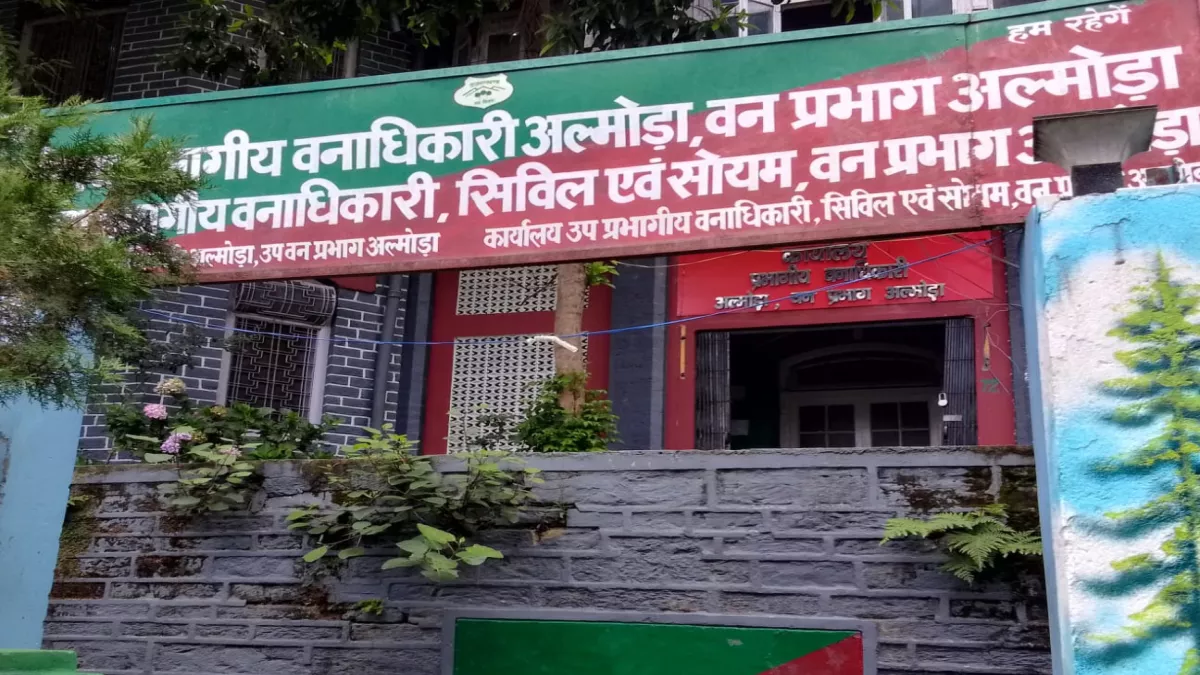 हम रहेगें
वनाधिकारी अल्मोड़ा, वन प्रभाग अल्मोड़ा
वनाधिकारी, सिविल एवं सोयम, वन प्रभाग
अल्मोड़ा, उप वन प्रभाग अल्मोड़ा कार्यालय उप प्रभागीय वनाधिकारी, सिविल एवं सोयम, वन
कार्यालय
प्रभागीय वनाधिकारी
अल्मोड़ा, वन प्रभाग अल्मोड़ा